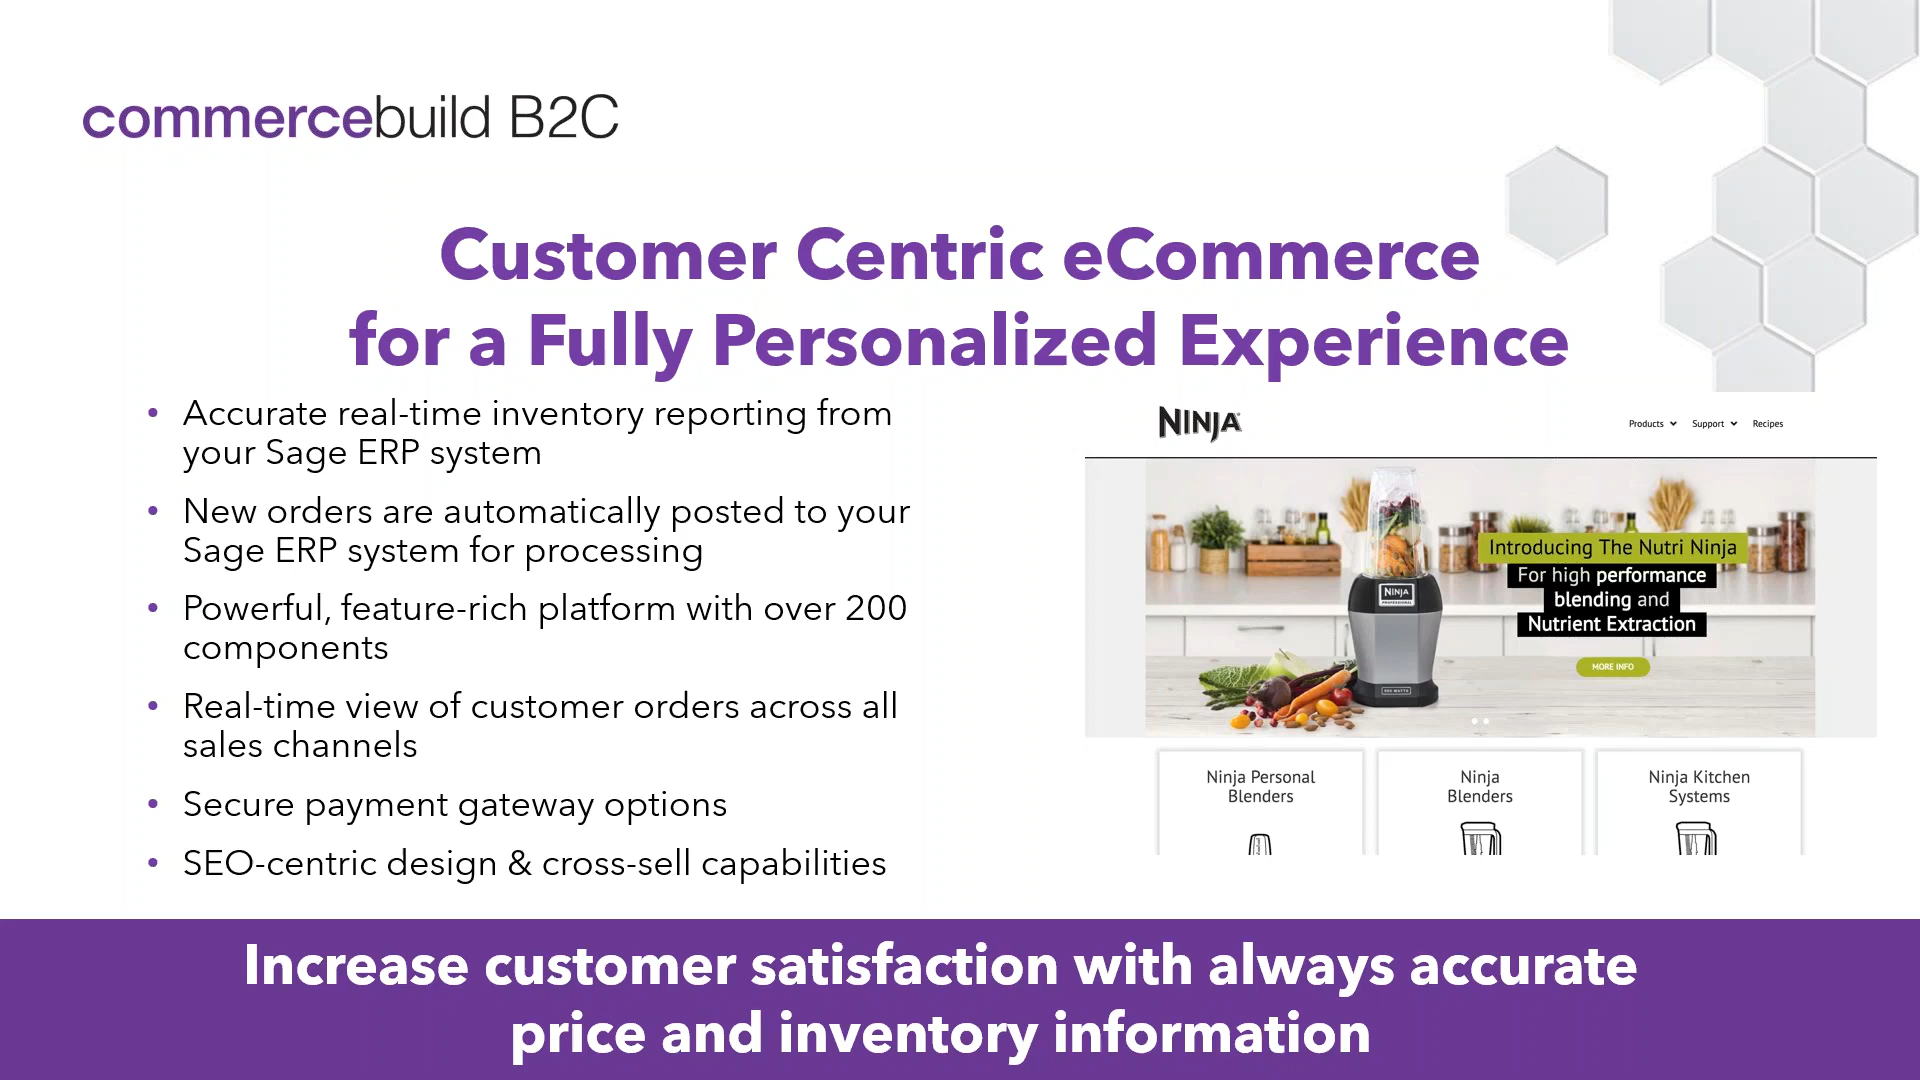 commercebuild B2C
Customer Centric eCommerce
for a Fully Personalized Experience
• Accurate real-time inventory reporting from
your Sage ERP system
• New orders are automatically posted to your
Sage ERP system for processing
• Powerful, feature-rich platform with over 200
components
• Real-time view of customer orders across all
sales channels
• Secure payment gateway options
• SEO-centric design & cross-sell capabilities
NINJA
Products Support Recipes
Introducing The Nutri Ninja
For high performance
blending and
Nutrient Extraction
MORE INFO
NINJA
PROFESSIONAL
900 WATTS
Ninja Personal
Blenders
Ninja
Blenders
Ninja Kitchen
Systems
Increase customer satisfaction with always accurate
price and inventory information